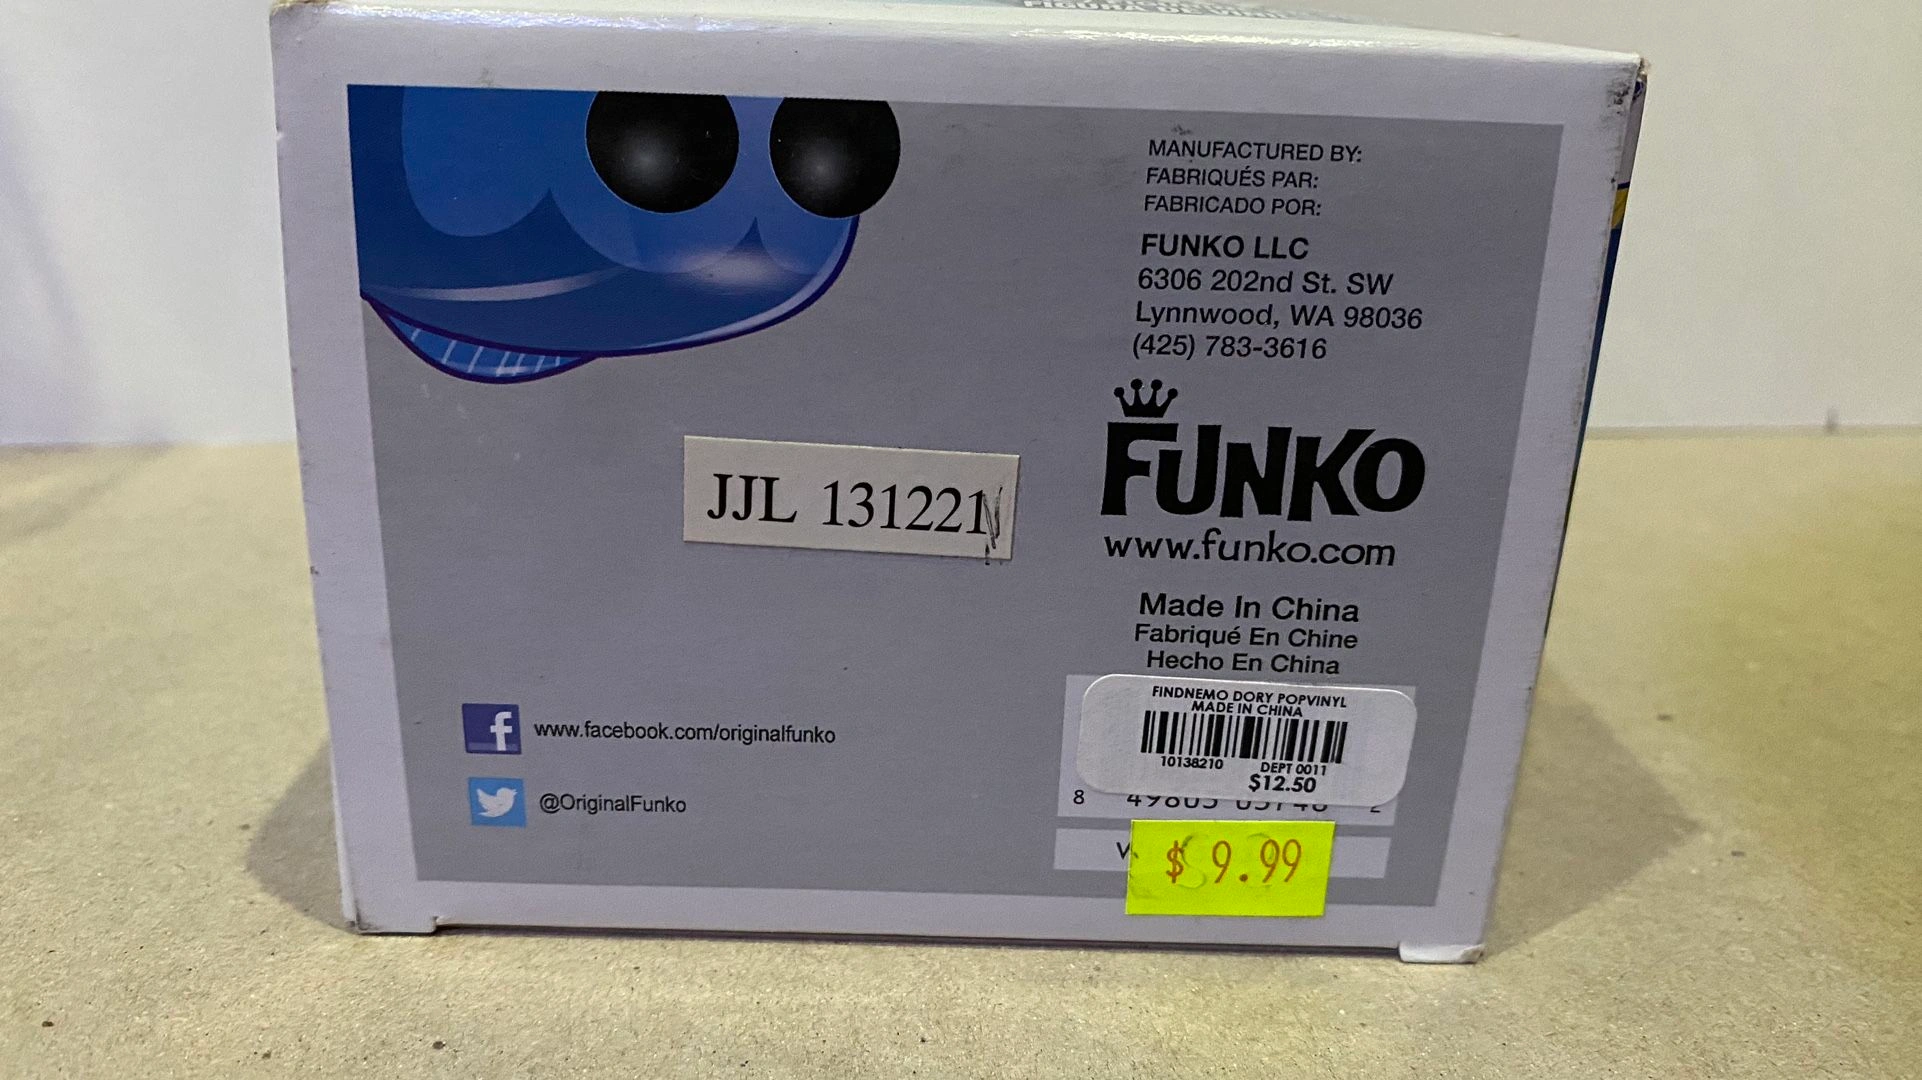 MANUFACTURED BY:
FABRIQUÉS PAR:
FABRICADO POR:
FUNKO LLC
6306 202nd St. SW
Lynnwood, WA 98036
(425) 783-3616
FUNKO
www.funko.com
JJL 131221
Made In China
Fabriqué En Chine
Hecho En China
www.facebook.com/originalfunko
@OriginalFunko
FINDNEMO DORY POPVINYL
MADE IN CHINA
10138210 DEPT 0011
$12.50
8
$ 9.99